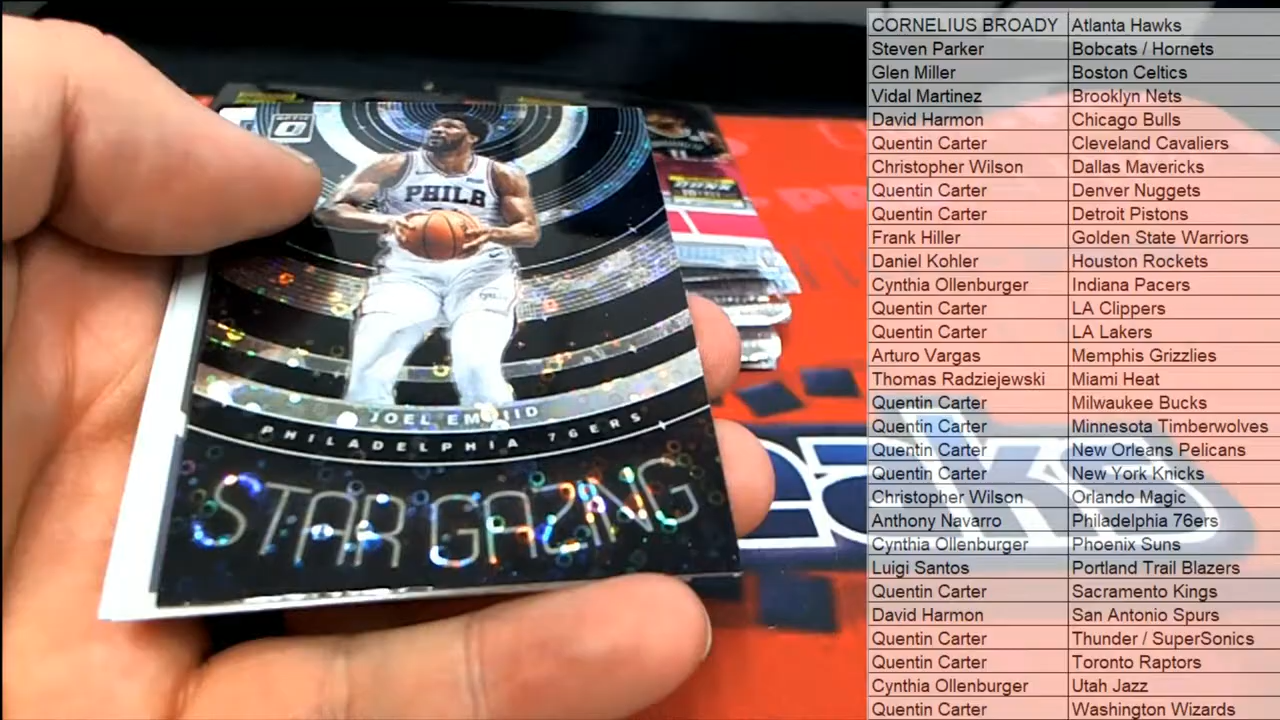 OPTIC
PHILA
JOEL EMBIID
PHILADELPHIA 76ERS
STAR GAZING
CORNELIUS BROADY Atlanta Hawks
Steven Parker Bobcats / Hornets
Glen Miller Boston Celtics
Vidal Martinez Brooklyn Nets
David Harmon Chicago Bulls
Quentin Carter Cleveland Cavaliers
Christopher Wilson Dallas Mavericks
Quentin Carter Denver Nuggets
Quentin Carter Detroit Pistons
Frank Hiller Golden State Warriors
Daniel Kohler Houston Rockets
Cynthia Ollenburger Indiana Pacers
Quentin Carter LA Clippers
Quentin Carter LA Lakers
Arturo Vargas Memphis Grizzlies
Thomas Radziejewski Miami Heat
Quentin Carter Milwaukee Bucks
Quentin Carter Minnesota Timberwolves
Quentin Carter New Orleans Pelicans
Quentin Carter New York Knicks
Christopher Wilson Orlando Magic
Anthony Navarro Philadelphia 76ers
Cynthia Ollenburger Phoenix Suns
Luigi Santos Portland Trail Blazers
Quentin Carter Sacramento Kings
David Harmon San Antonio Spurs
Quentin Carter Thunder / SuperSonics
Quentin Carter Toronto Raptors
Cynthia Ollenburger Utah Jazz
Quentin Carter Washington Wizards